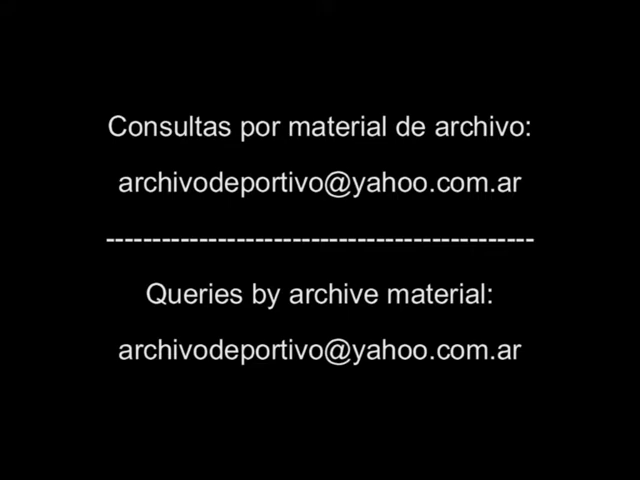 Consultas por material de archivo:
archivodeportivo@yahoo.com.ar
-----------------------------------------------
Queries by archive material:
archivodeportivo@yahoo.com.ar